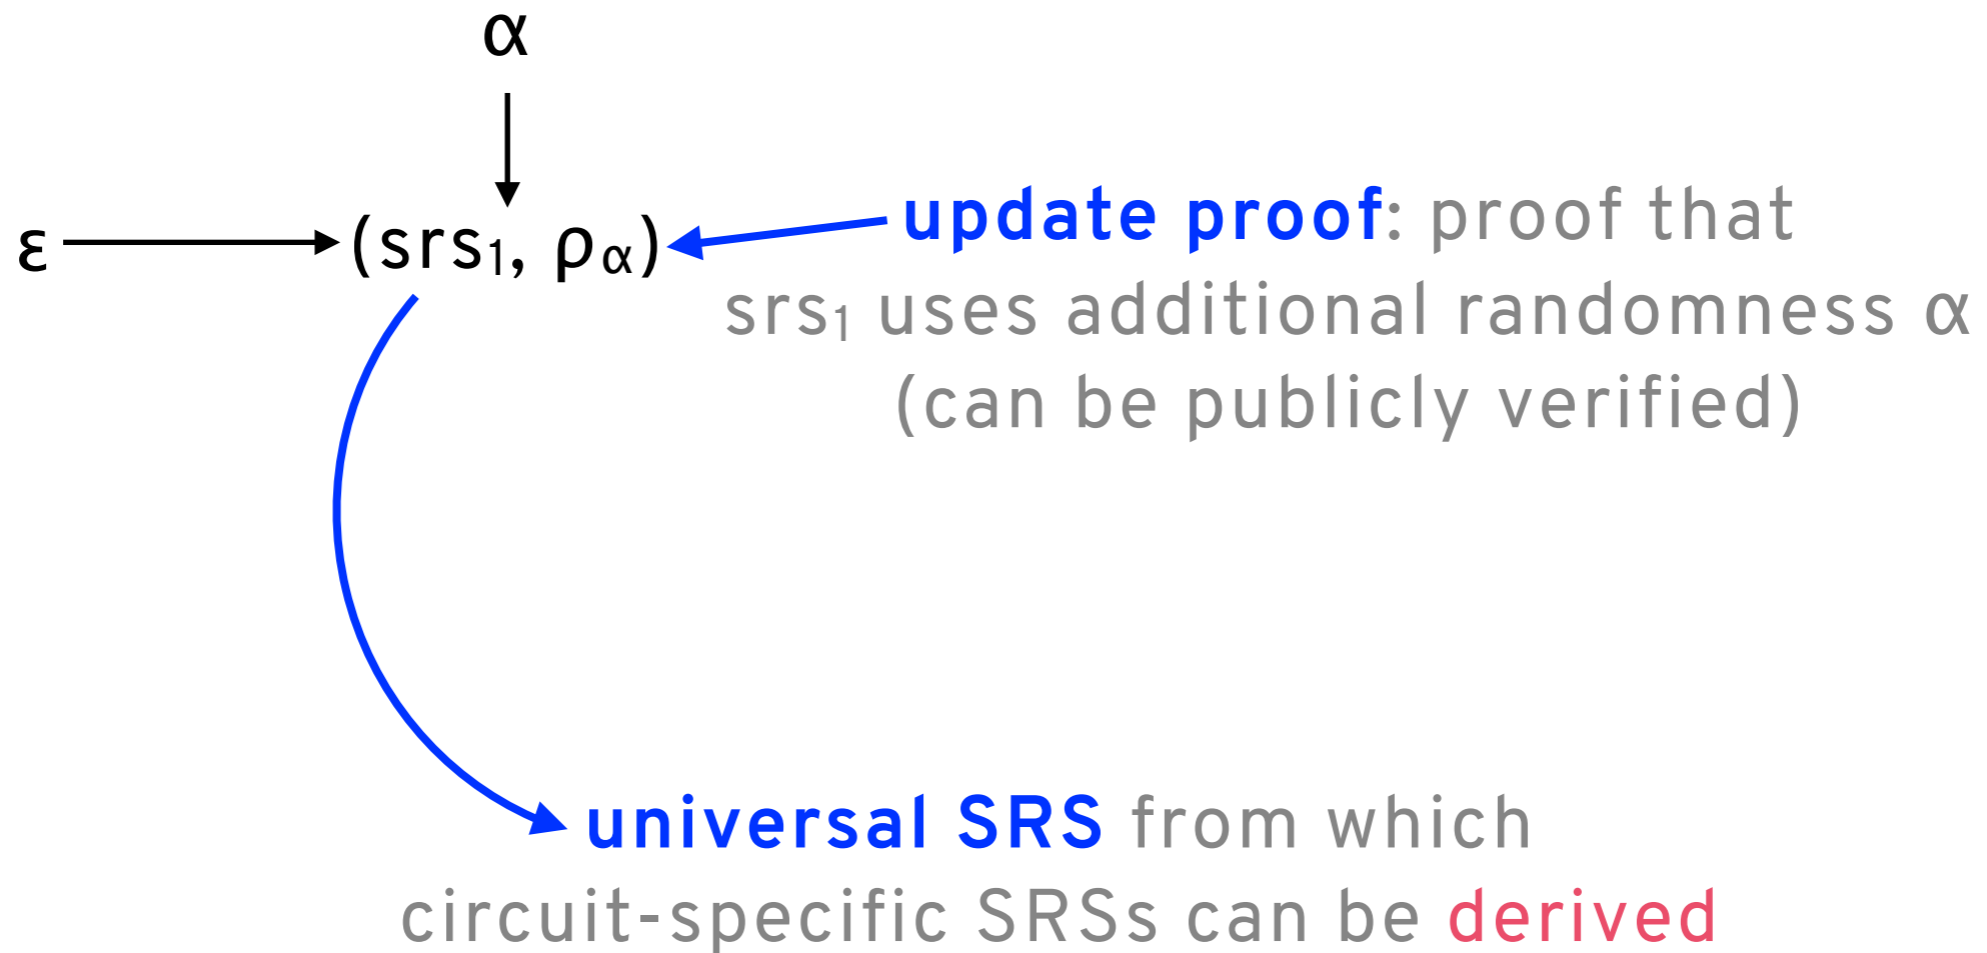 α
ε (srs₁, ρα)
update proof: proof that
srs₁ uses additional randomness α
(can be publicly verified)
universal SRS from which
circuit-specific SRSs can be derived